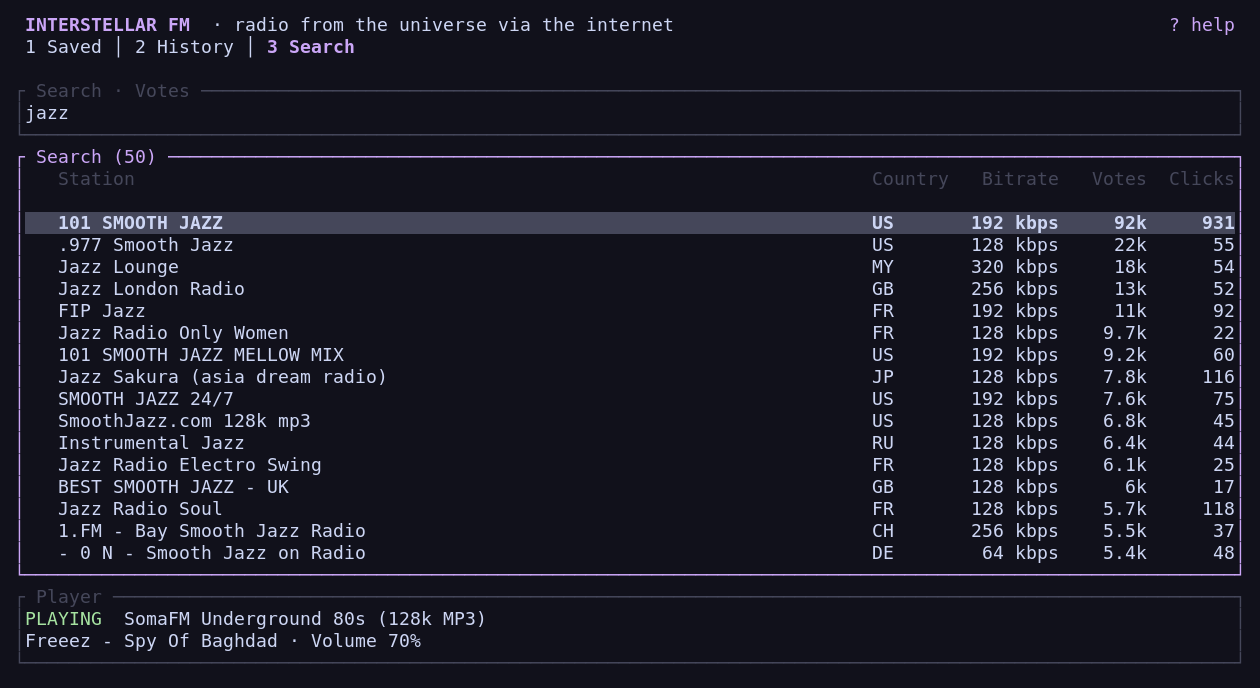 INTERSTELLAR FM · radio from the universe via the internet ? help
1 Saved │ 2 History │ 3 Search
Search · Votes
jazz
Search (50)
Station Country Bitrate Votes Clicks
101 SMOOTH JAZZ US 192 kbps 92k 931
.977 Smooth Jazz US 128 kbps 22k 55
Jazz Lounge MY 320 kbps 18k 54
Jazz London Radio GB 256 kbps 13k 52
FIP Jazz FR 192 kbps 11k 92
Jazz Radio Only Women FR 128 kbps 9.7k 22
101 SMOOTH JAZZ MELLOW MIX US 192 kbps 9.2k 60
Jazz Sakura (asia dream radio) JP 128 kbps 7.8k 116
SMOOTH JAZZ 24/7 US 192 kbps 7.6k 75
SmoothJazz.com 128k mp3 US 128 kbps 6.8k 45
Instrumental Jazz RU 128 kbps 6.4k 44
Jazz Radio Electro Swing FR 128 kbps 6.1k 25
BEST SMOOTH JAZZ - UK GB 128 kbps 6k 17
Jazz Radio Soul FR 128 kbps 5.7k 118
1.FM - Bay Smooth Jazz Radio CH 256 kbps 5.5k 37
- 0 N - Smooth Jazz on Radio DE 64 kbps 5.4k 48
Player
PLAYING SomaFM Underground 80s (128k MP3)
Freeez - Spy Of Baghdad · Volume 70%